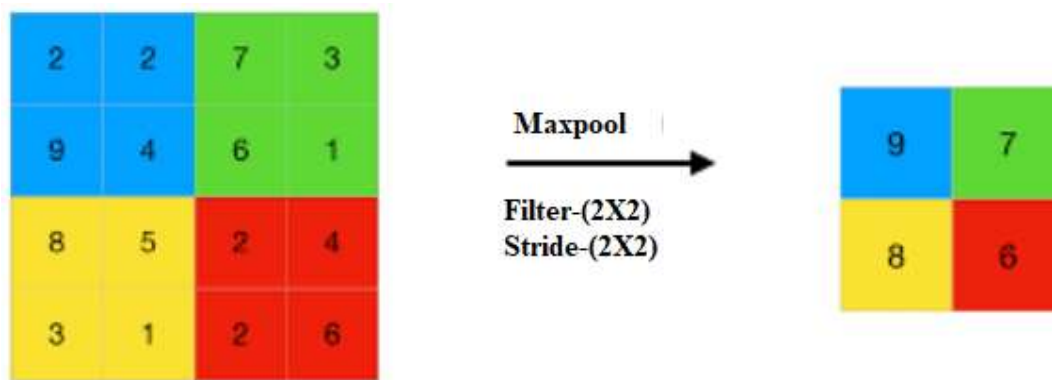 2 2 7 3
9 4 6 1
8 5 2 4
3 1 2 6
Maxpool
Filter-(2X2)
Stride-(2X2)
9 7
8 6